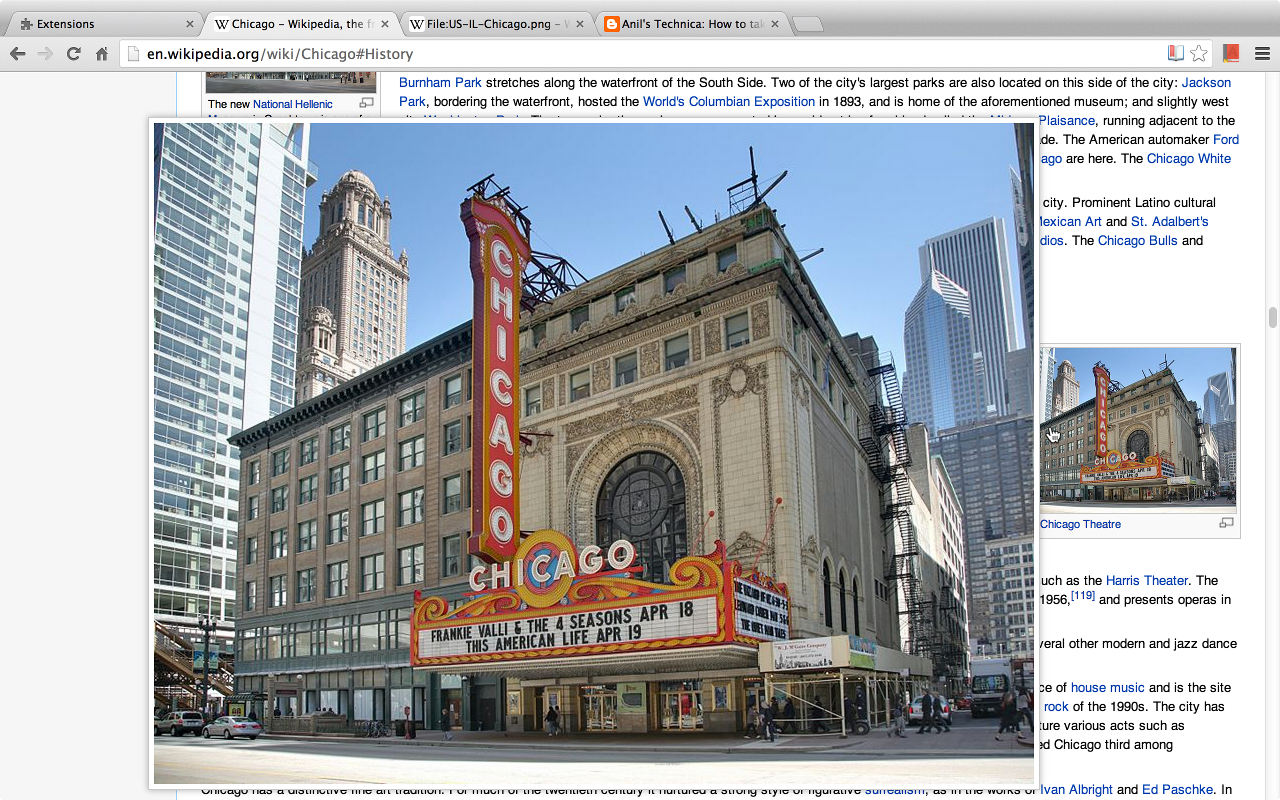 Extensions
Chicago – Wikipedia, the fr
File:US-IL-Chicago.png – W
Anil's Technica: How to tak
en.wikipedia.org/wiki/Chicago#History
Burnham Park stretches along the waterfront of the South Side. Two of the city's largest parks are also located on this side of the city: Jackson
The new National Hellenic
Park, bordering the waterfront, hosted the World's Columbian Exposition in 1893, and is home of the aforementioned museum; and slightly west
Plaisance, running adjacent to the
ade. The American automaker Ford
ago are here. The Chicago White
city. Prominent Latino cultural
Mexican Art and St. Adalbert's
dios. The Chicago Bulls and
CHICAGO
CHICAGO
FRANKIE VALLI & THE 4 SEASONS APR 18
THIS AMERICAN LIFE APR 19
Chicago Theatre
uch as the Harris Theater. The
1956,[119] and presents operas in
veral other modern and jazz dance
ce of house music and is the site
rock of the 1990s. The city has
ture various acts such as
ed Chicago third among
Chicago has a distinctive fine art tradition. For much of the twentieth century it nurtured a strong style of figurative surrealism, as in the works of Ivan Albright and Ed Paschke. In